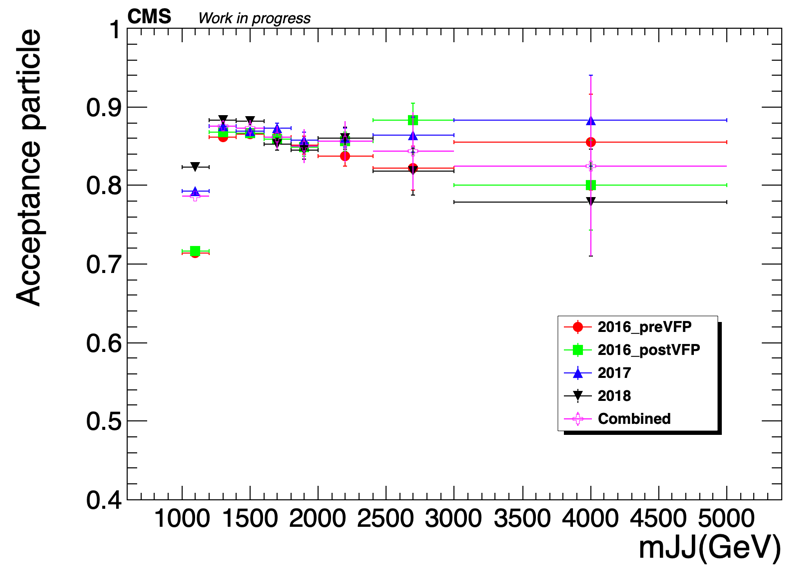 CMS Work in progress
Acceptance particle
1
0.9
0.8
0.7
0.6
0.5
0.4
2016_preVFP
2016_postVFP
2017
2018
Combined
1000 1500 2000 2500 3000 3500 4000 4500 5000
mJJ(GeV)